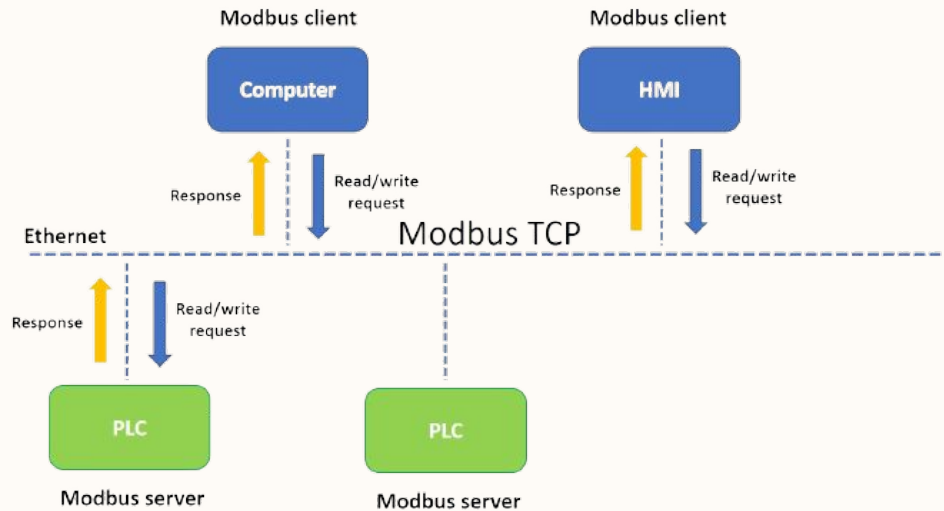 Modbus client
Modbus client
Computer
HMI
Response
Read/write
request
Response
Read/write
request
Ethernet
Modbus TCP
Response
Read/write
request
PLC
PLC
Modbus server
Modbus server